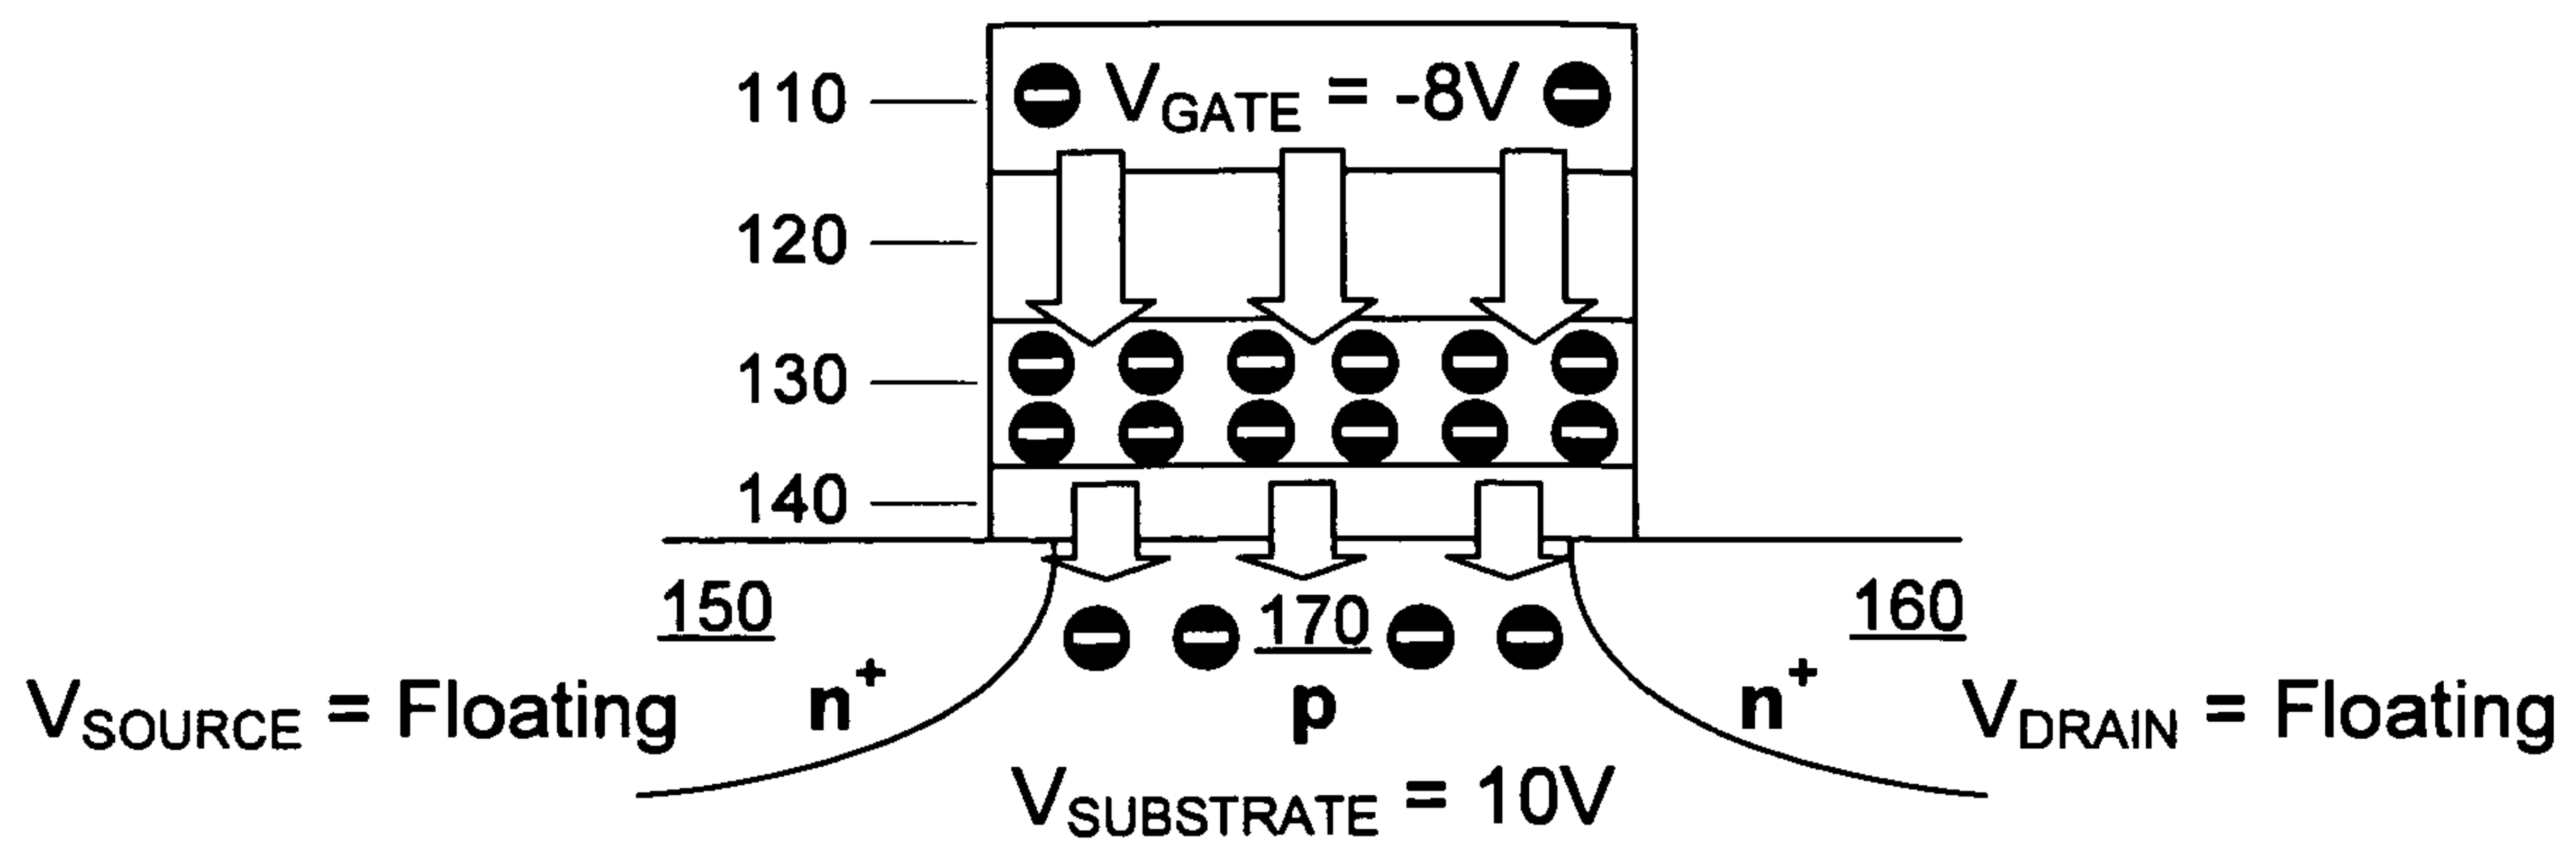 110
V_GATE = -8V
120
130
140
150
170
160
V_SOURCE = Floating
n+
p
n+
V_DRAIN = Floating
V_SUBSTRATE = 10V